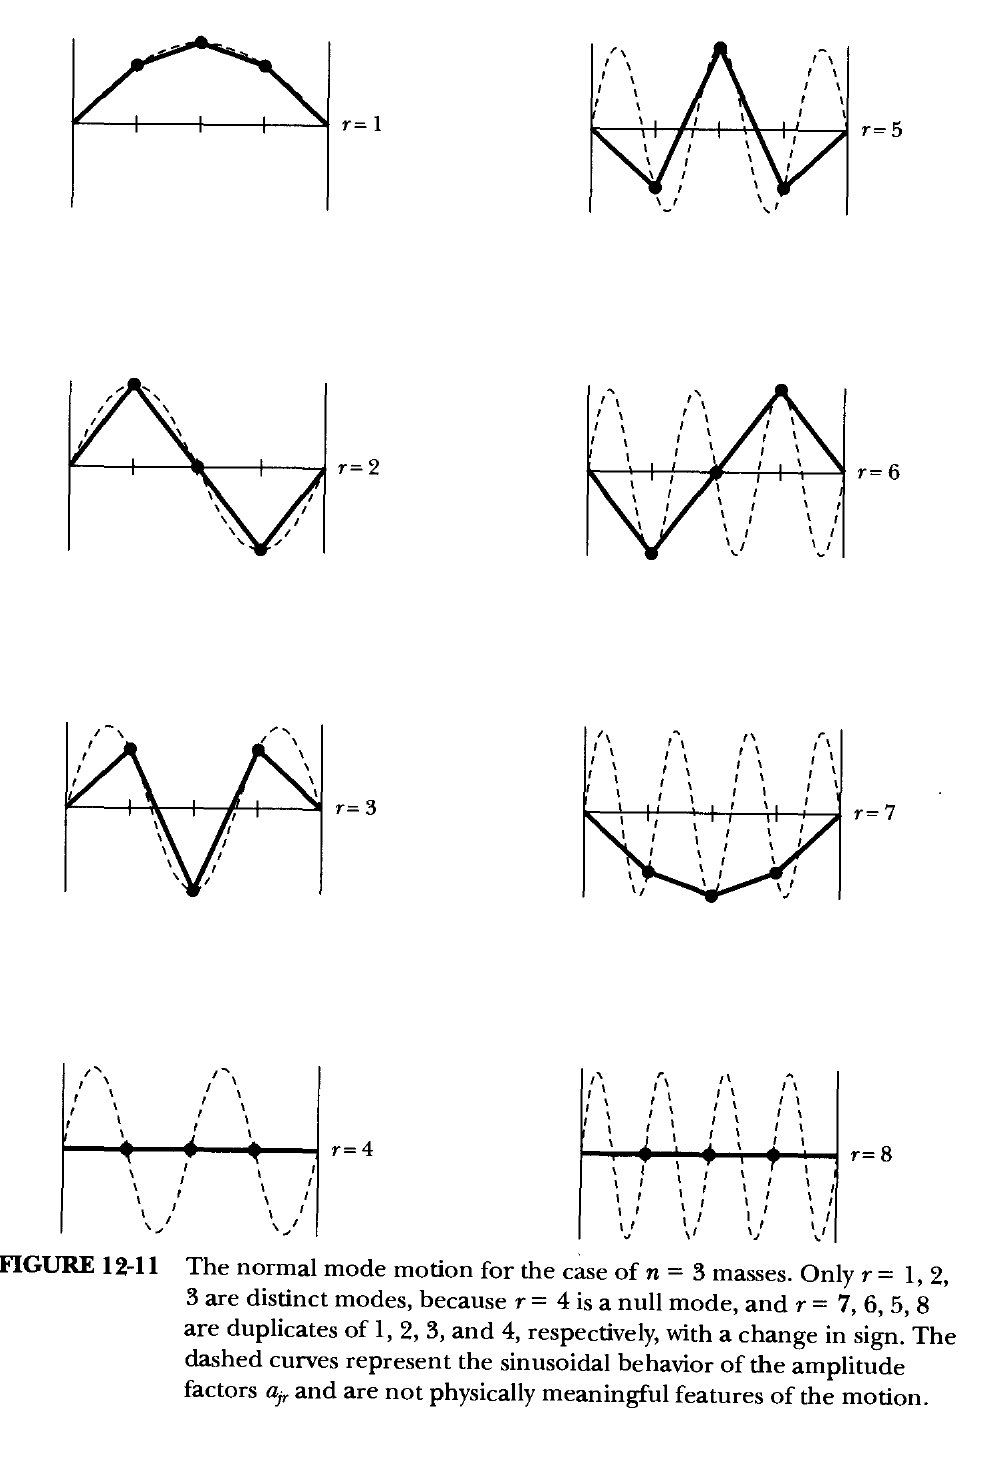 r = 1
r = 5
r = 2
r = 6
r = 3
r = 7
r = 4
r = 8
FIGURE 12-11 The normal mode motion for the case of n = 3 masses. Only r = 1, 2,
3 are distinct modes, because r = 4 is a null mode, and r = 7, 6, 5, 8
are duplicates of 1, 2, 3, and 4, respectively, with a change in sign. The
dashed curves represent the sinusoidal behavior of the amplitude
factors ajr and are not physically meaningful features of the motion.